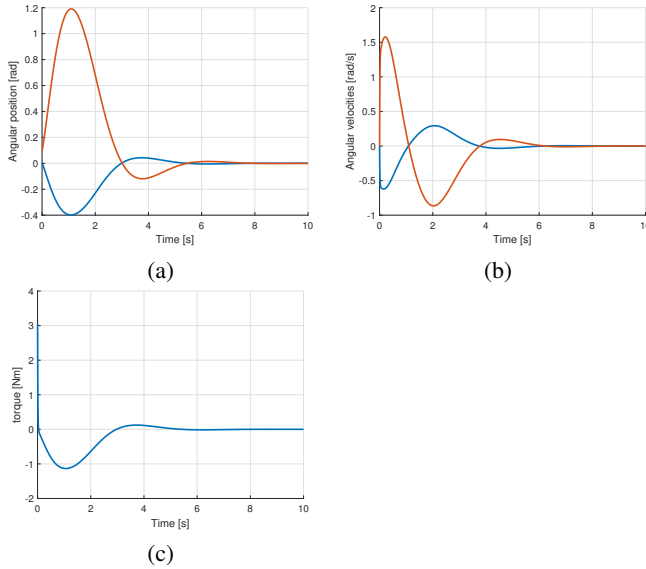 1.2
1
0.8
0.6
0.4
0.2
0
-0.2
-0.4
Angular position [rad]
0 2 4 6 8 10
Time [s]
(a)
2
1.5
1
0.5
0
-0.5
-1
Angular velocities [rad/s]
0 2 4 6 8 10
Time [s]
(b)
4
3
2
1
0
-1
-2
torque [Nm]
0 2 4 6 8 10
Time [s]
(c)